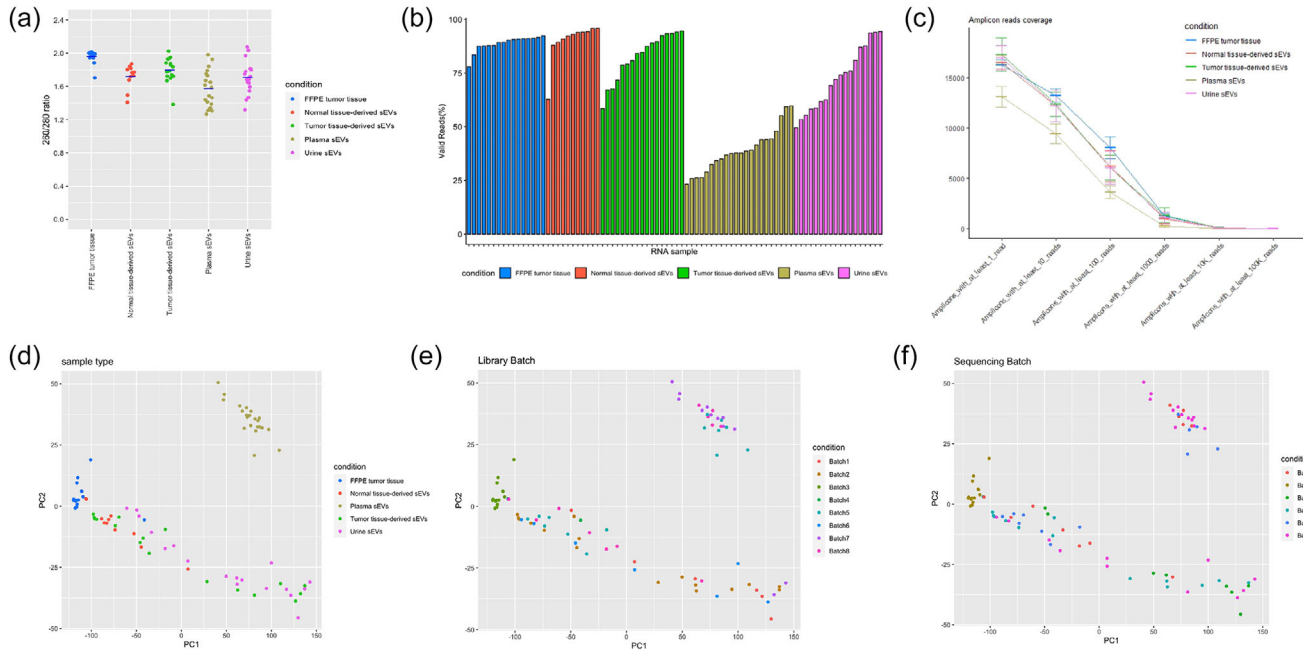 (a)
2.4
2.0
1.6
1.2
0.8
0.4
0.0
260/280 ratio
FFPE tumor tissue
Normal tissue-derived sEVs
Tumor tissue-derived sEVs
Plasma sEVs
Urine sEVs
condition
FFPE tumor tissue
Normal tissue-derived sEVs
Tumor tissue-derived sEVs
Plasma sEVs
Urine sEVs
(b)
100
75
50
25
0
Valid Reads(%)
RNA sample
condition
FFPE tumor tissue
Normal tissue-derived sEVs
Tumor tissue-derived sEVs
Plasma sEVs
Urine sEVs
(c)
Amplicon reads coverage
condition
FFPE tumor tissue
Normal tissue-derived sEVs
Tumor tissue-derived sEVs
Plasma sEVs
Urine sEVs
15000
10000
5000
0
Amplicons_with_at_least_1_read
Amplicons_with_at_least_10_reads
Amplicons_with_at_least_100_reads
Amplicons_with_at_least_1000_reads
Amplicons_with_at_least_10K_reads
Amplicons_with_at_least_100K_reads
(d)
sample type
50
25
0
-25
-50
PC2
-100
-50
0
50
100
150
PC1
condition
FFPE tumor tissue
Normal tissue-derived sEVs
Plasma sEVs
Tumor tissue-derived sEVs
Urine sEVs
(e)
Library Batch
50
25
0
-25
-50
PC2
-100
-50
0
50
100
150
PC1
condition
Batch1
Batch2
Batch3
Batch4
Batch5
Batch6
Batch7
Batch8
(f)
Sequencing Batch
50
25
0
-25
-50
PC2
-100
-50
0
50
100
150
PC1
conditio
Ba
Ba
Ba
Ba
Ba
Ba